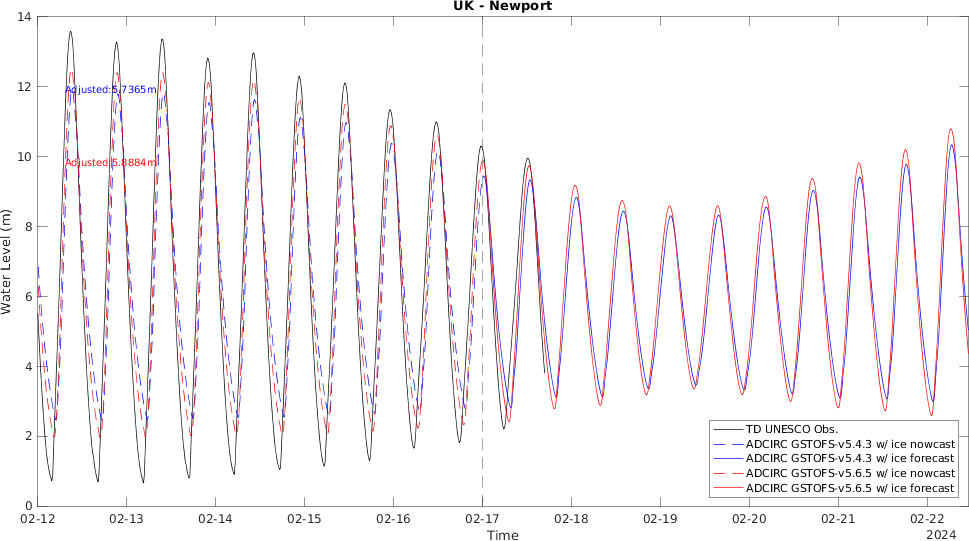 UK - Newport
14
12
10
8
6
4
2
0
Water Level (m)
Adjusted:5.7365m
Adjusted:5.8884m
TD UNESCO Obs.
ADCIRC GSTOFS-v5.4.3 w/ ice nowcast
ADCIRC GSTOFS-v5.4.3 w/ ice forecast
ADCIRC GSTOFS-v5.6.5 w/ ice nowcast
ADCIRC GSTOFS-v5.6.5 w/ ice forecast
02-12 02-13 02-14 02-15 02-16 02-17 02-18 02-19 02-20 02-21 02-22
Time
2024